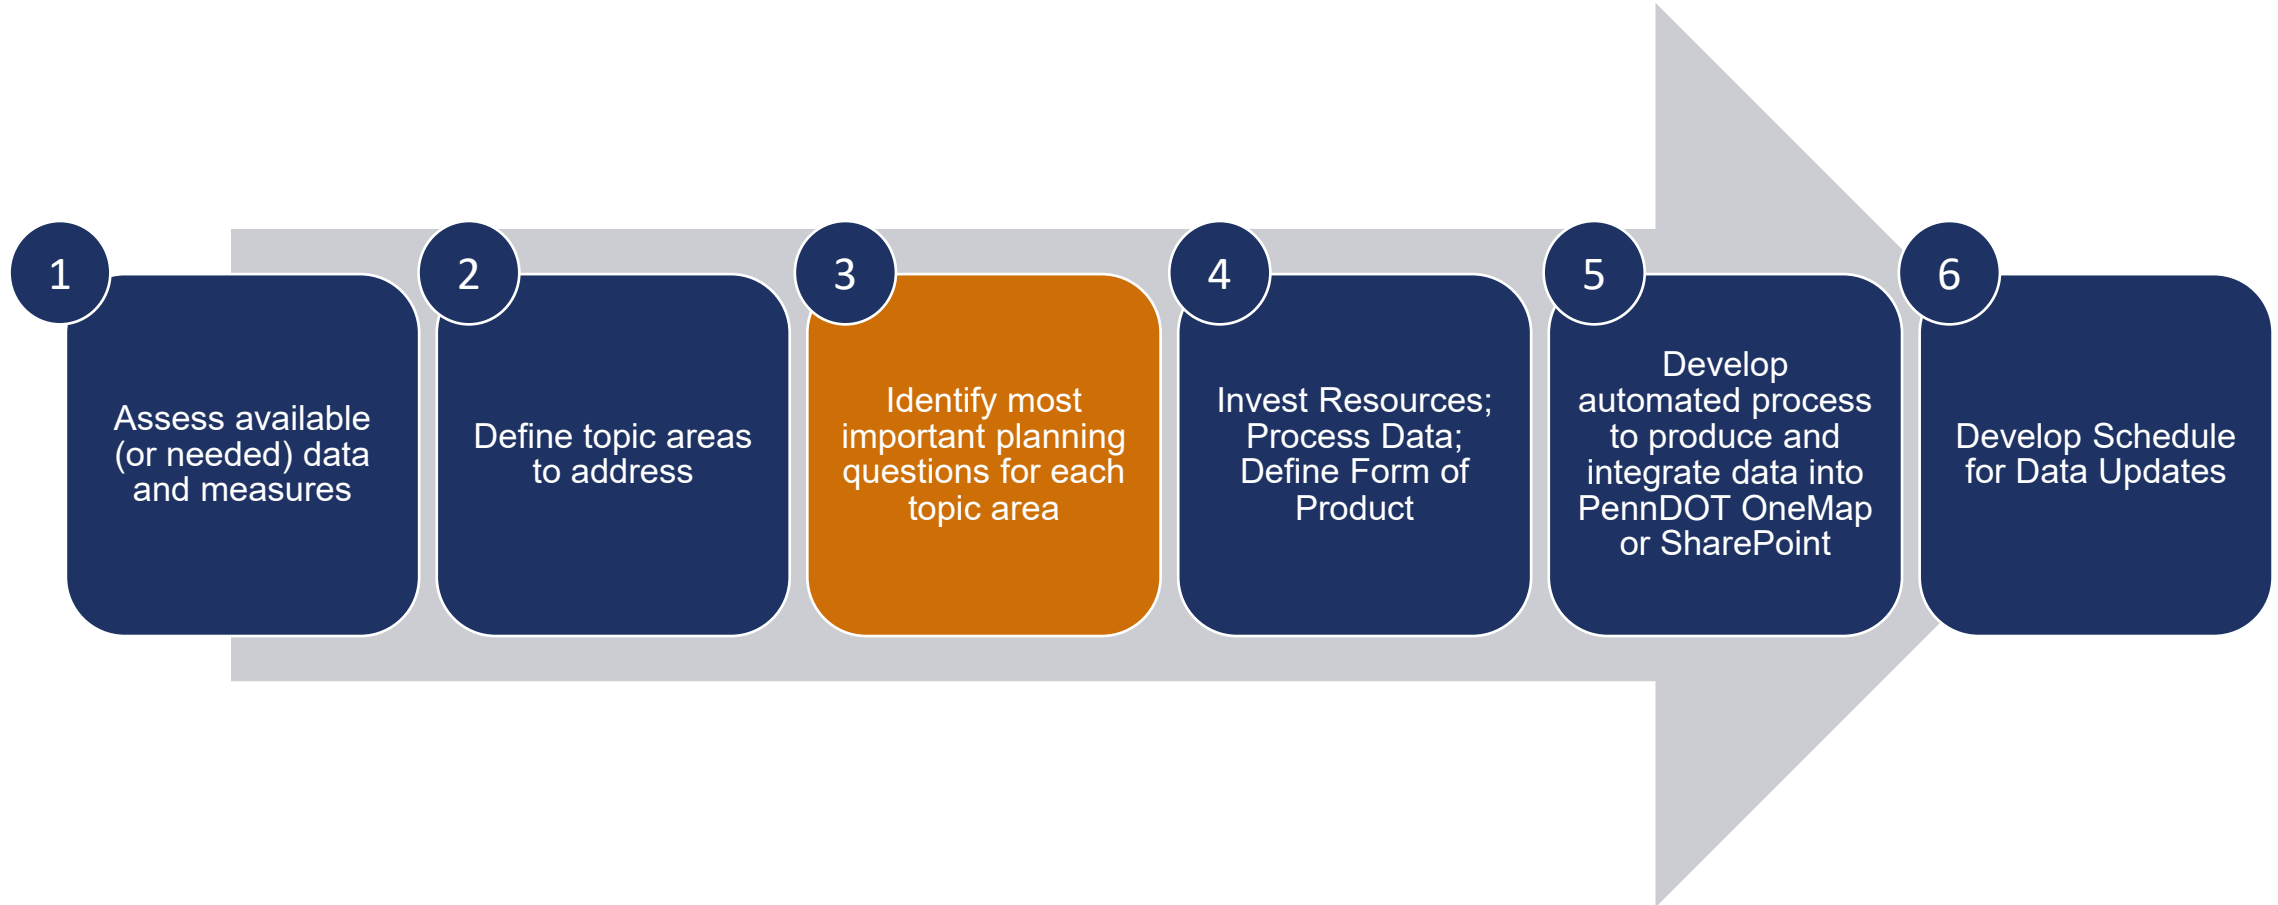 1
Assess available
(or needed) data
and measures
2
Define topic areas
to address
3
Identify most
important planning
questions for each
topic area
4
Invest Resources;
Process Data;
Define Form of
Product
5
Develop
automated process
to produce and
integrate data into
PennDOT OneMap
or SharePoint
6
Develop Schedule
for Data Updates